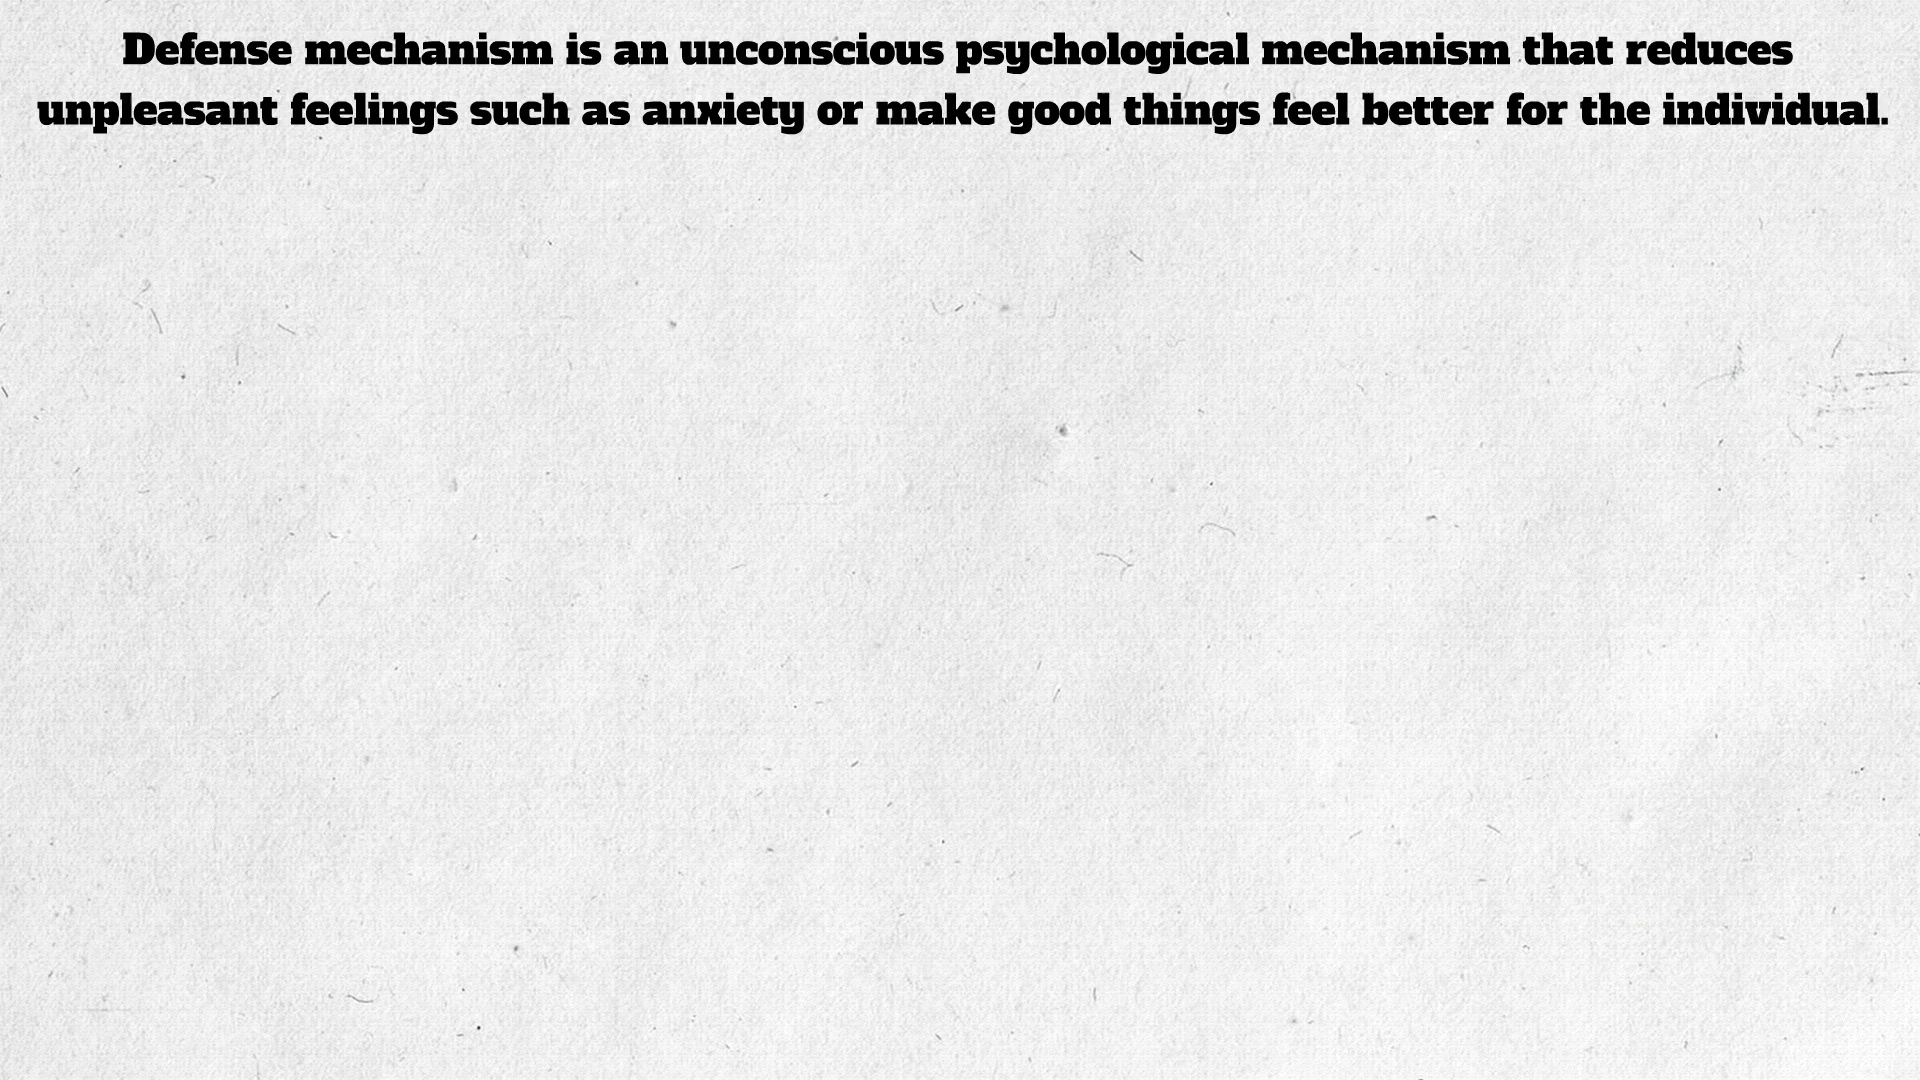 Defense mechanism is an unconscious psychological mechanism that reduces
unpleasant feelings such as anxiety or make good things feel better for the individual.